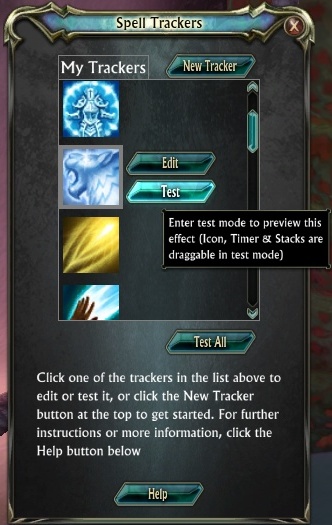 Spell Trackers
My Trackers
New Tracker
Edit
Test
Enter test mode to preview this
effect (Icon, Timer & Stacks are
draggable in test mode)
Test All
Click one of the trackers in the list above to
edit or test it, or click the New Tracker
button at the top to get started. For further
instructions or more information, click the
Help button below
Help